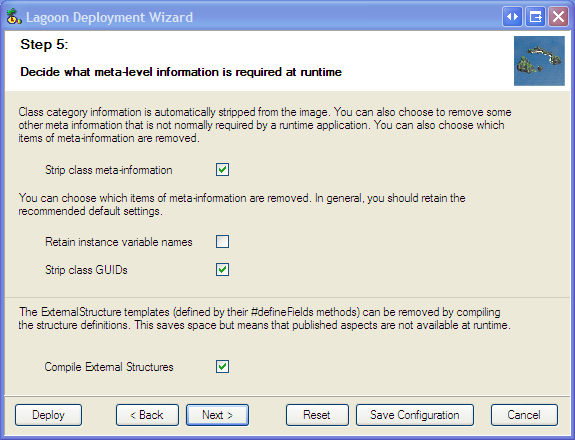 Lagoon Deployment Wizard
Step 5:
Decide what meta-level information is required at runtime
Class category information is automatically stripped from the image. You can also choose to remove some
other meta information that is not normally required by a runtime application. You can also choose which
items of meta-information are removed.
Strip class meta-information
You can choose which items of meta-information are removed. In general, you should retain the
recommended default settings.
Retain instance variable names
Strip class GUIDs
The ExternalStructure templates (defined by their #defineFields methods) can be removed by compiling
the structure definitions. This saves space but means that published aspects are not available at runtime.
Compile External Structures
Deploy < Back Next > Reset Save Configuration Cancel